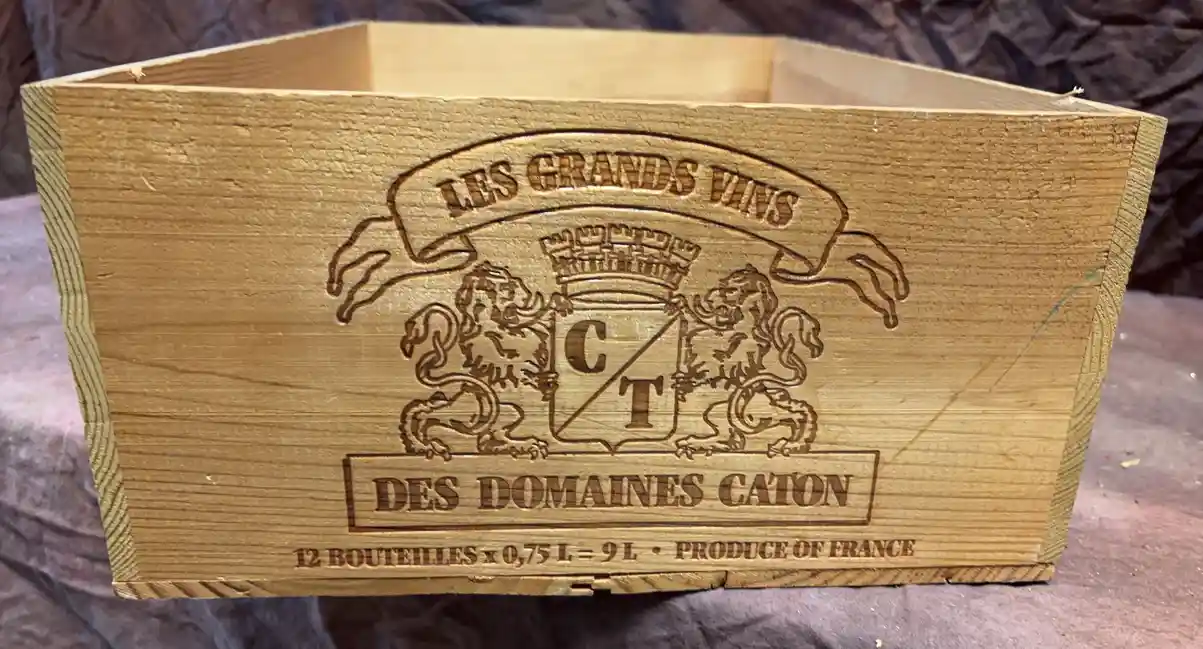 LES GRANDS VINS
C
T
DES DOMAINES CATON
12 BOUTEILLES x 0,75 L = 9 L • PRODUCE OF FRANCE